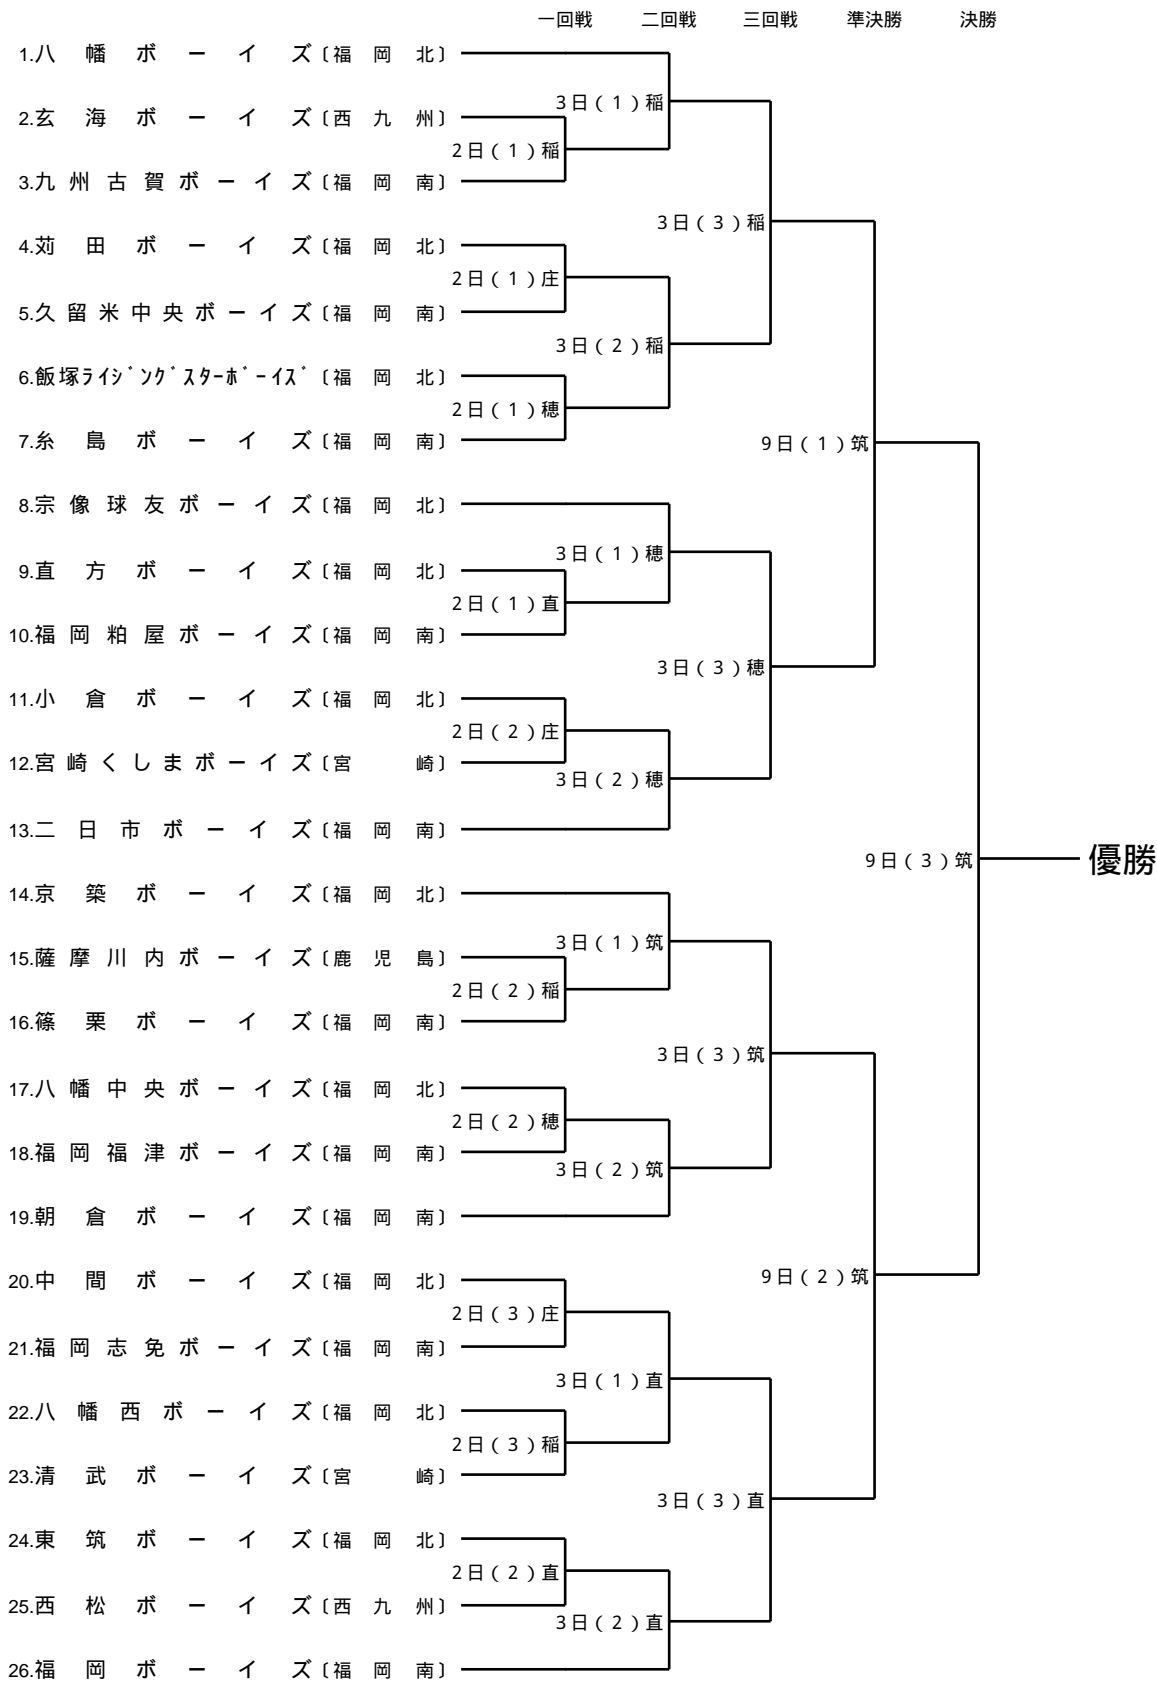 一回戦 二回戦 三回戦 準決勝 決勝
1.八幡ボーイズ〔福岡北〕
3日(1)稲
2.玄海ボーイズ〔西九州〕
2日(1)稲
3.九州古賀ボーイズ〔福岡南〕
3日(3)稲
4.苅田ボーイズ〔福岡北〕
2日(1)庄
5.久留米中央ボーイズ〔福岡南〕
3日(2)稲
6.飯塚ﾗｲｼﾞﾝｸﾞｽﾀｰﾎﾞｰｲｽﾞ〔福岡北〕
2日(1)穂
7.糸島ボーイズ〔福岡南〕
9日(1)筑
8.宗像球友ボーイズ〔福岡北〕
3日(1)穂
9.直方ボーイズ〔福岡北〕
2日(1)直
10.福岡粕屋ボーイズ〔福岡南〕
3日(3)穂
11.小倉ボーイズ〔福岡北〕
2日(2)庄
12.宮崎くしまボーイズ〔宮崎〕
3日(2)穂
13.二日市ボーイズ〔福岡南〕
9日(3)筑 優勝
14.京築ボーイズ〔福岡北〕
3日(1)筑
15.薩摩川内ボーイズ〔鹿児島〕
2日(2)稲
16.篠栗ボーイズ〔福岡南〕
3日(3)筑
17.八幡中央ボーイズ〔福岡北〕
2日(2)穂
18.福岡福津ボーイズ〔福岡南〕
3日(2)筑
19.朝倉ボーイズ〔福岡南〕
9日(2)筑
20.中間ボーイズ〔福岡北〕
2日(3)庄
21.福岡志免ボーイズ〔福岡南〕
3日(1)直
22.八幡西ボーイズ〔福岡北〕
2日(3)稲
23.清武ボーイズ〔宮崎〕
3日(3)直
24.東筑ボーイズ〔福岡北〕
2日(2)直
25.西松ボーイズ〔西九州〕
3日(2)直
26.福岡ボーイズ〔福岡南〕